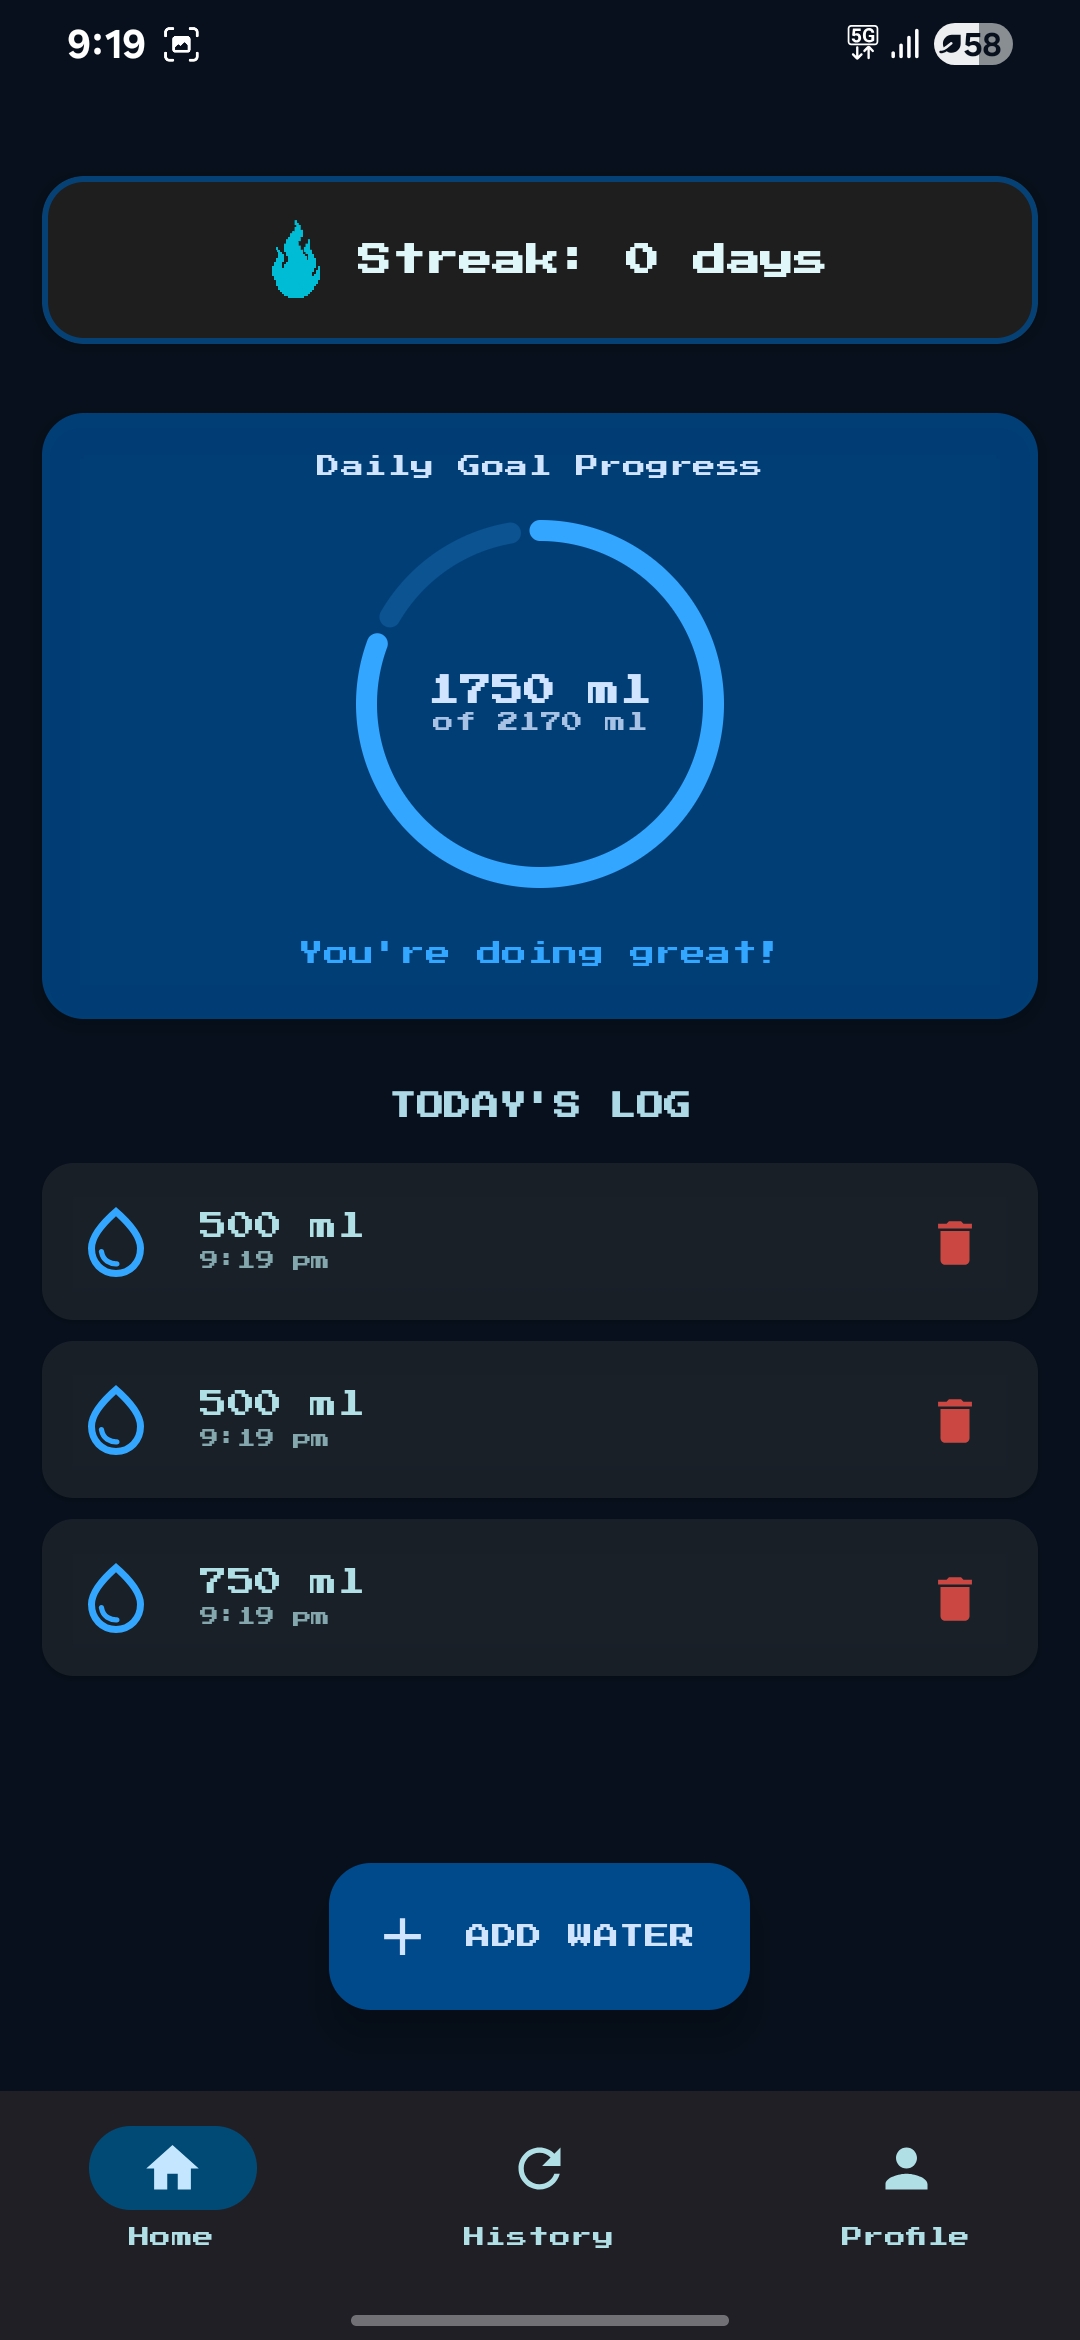 9:19
5G
58
Streak: 0 days
Daily Goal Progress
1750 ml
of 2170 ml
You're doing great!
TODAY'S LOG
500 ml
9:19 pm
500 ml
9:19 pm
750 ml
9:19 pm
ADD WATER
Home
History
Profile